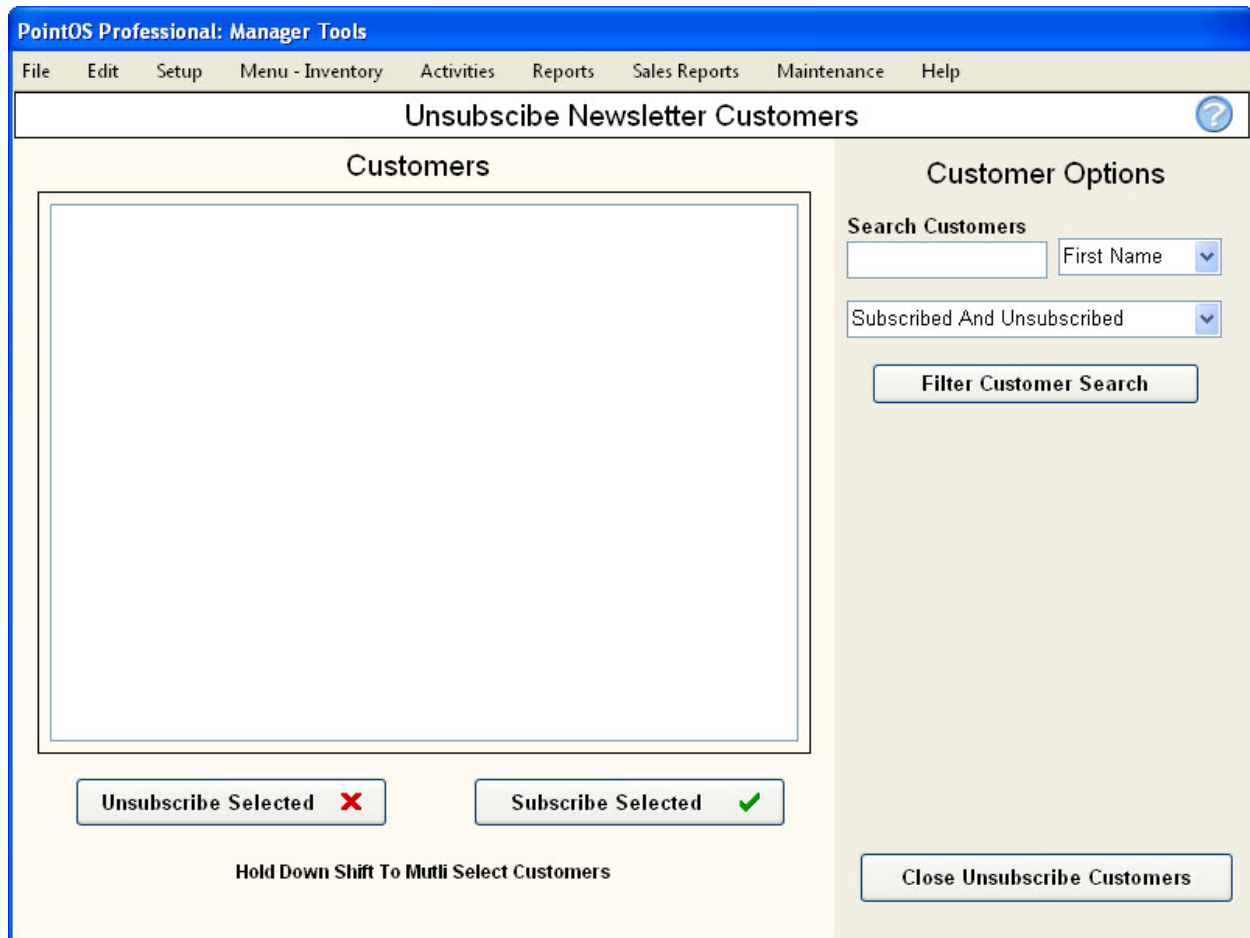 PointOS Professional: Manager Tools
File Edit Setup Menu - Inventory Activities Reports Sales Reports Maintenance Help
Unsubscibe Newsletter Customers
Customers
Customer Options
Search Customers
First Name
Subscribed And Unsubscribed
Filter Customer Search
Unsubscribe Selected
Subscribe Selected
Hold Down Shift To Mutli Select Customers
Close Unsubscribe Customers